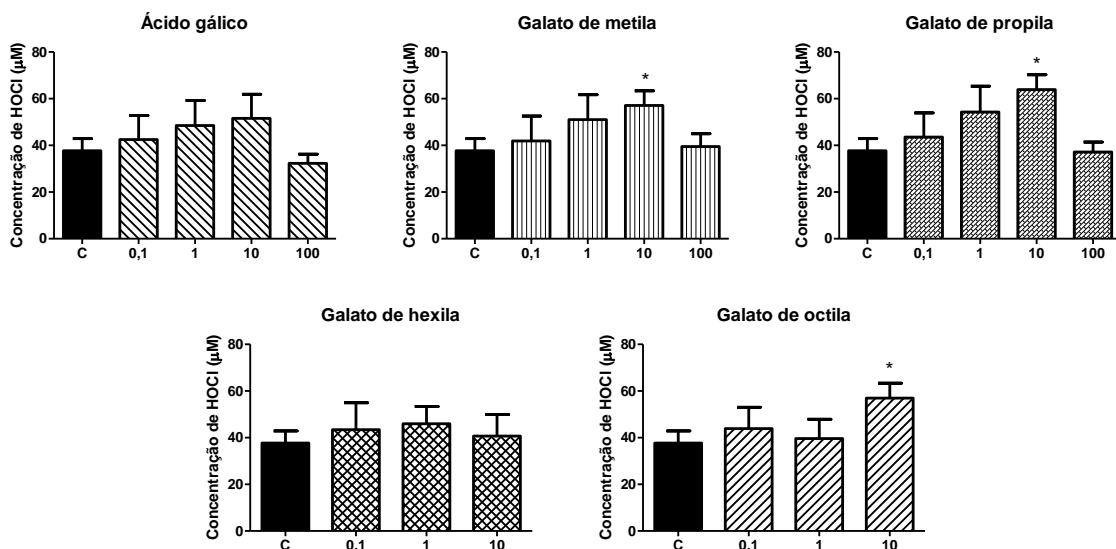 Ácido gálico
Concentração de HOCl (µM)
80
60
40
20
0
C 0,1 1 10 100
Galato de metila
Concentração de HOCl (µM)
80
60
40
20
0
*
C 0,1 1 10 100
Galato de propila
Concentração de HOCl (µM)
80
60
40
20
0
*
C 0,1 1 10 100
Galato de hexila
Concentração de HOCl (µM)
80
60
40
20
0
C 0,1 1 10
Galato de octila
Concentração de HOCl (µM)
80
60
40
20
0
*
C 0,1 1 10